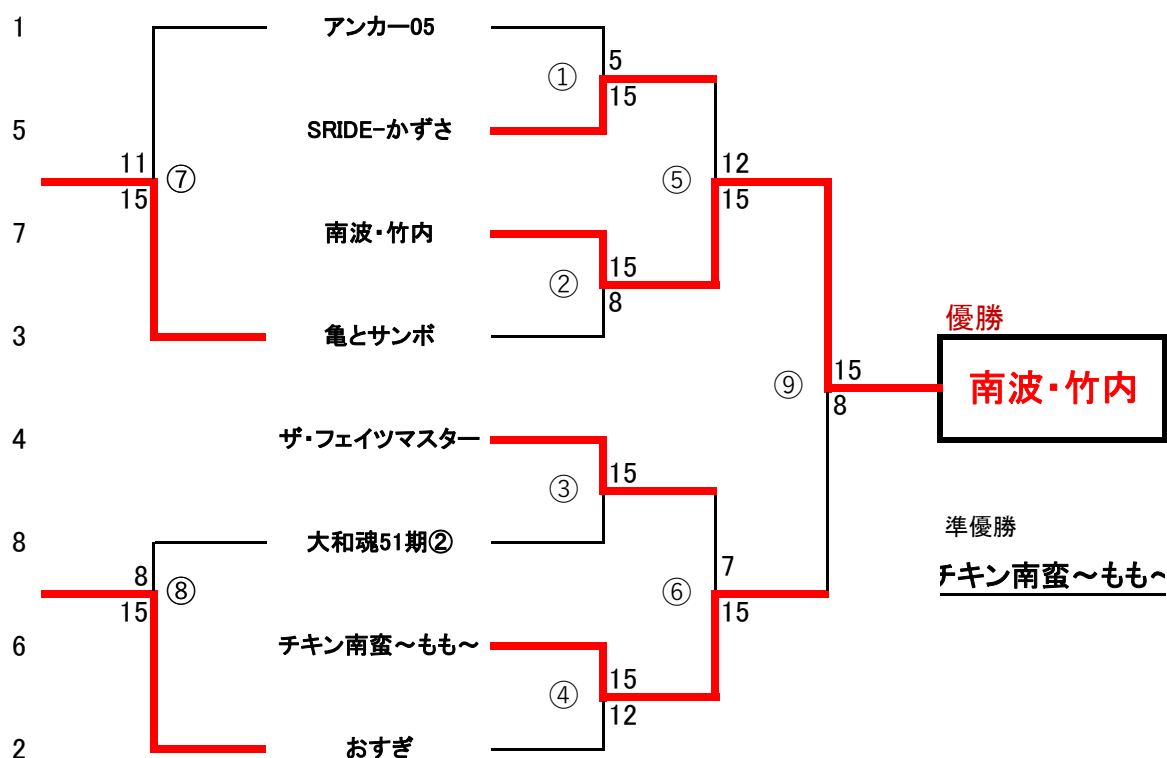 1 アンカー05
5
① 15
5 SRIDE-かずさ
11 ⑦ ⑤ 12
15 15
7 南波・竹内
15
② 8
3 亀とサンボ
優勝
南波・竹内
⑨ 15
8
4 ザ・フェイツマスター
③ 15
8 大和魂51期②
準優勝
チキン南蛮～もも～
8 ⑧ ⑥ 7
15 15
6 チキン南蛮～もも～
15
④ 12
2 おすぎ